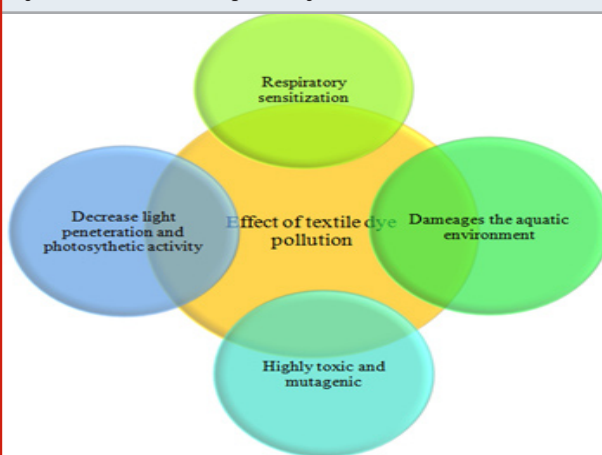 Respiratory
sensitization
Decrease light
peneteration and
photosythetic activity
Effect of textile dye
pollution
Dameages the aquatic
environment
Highly toxic and
mutagenic